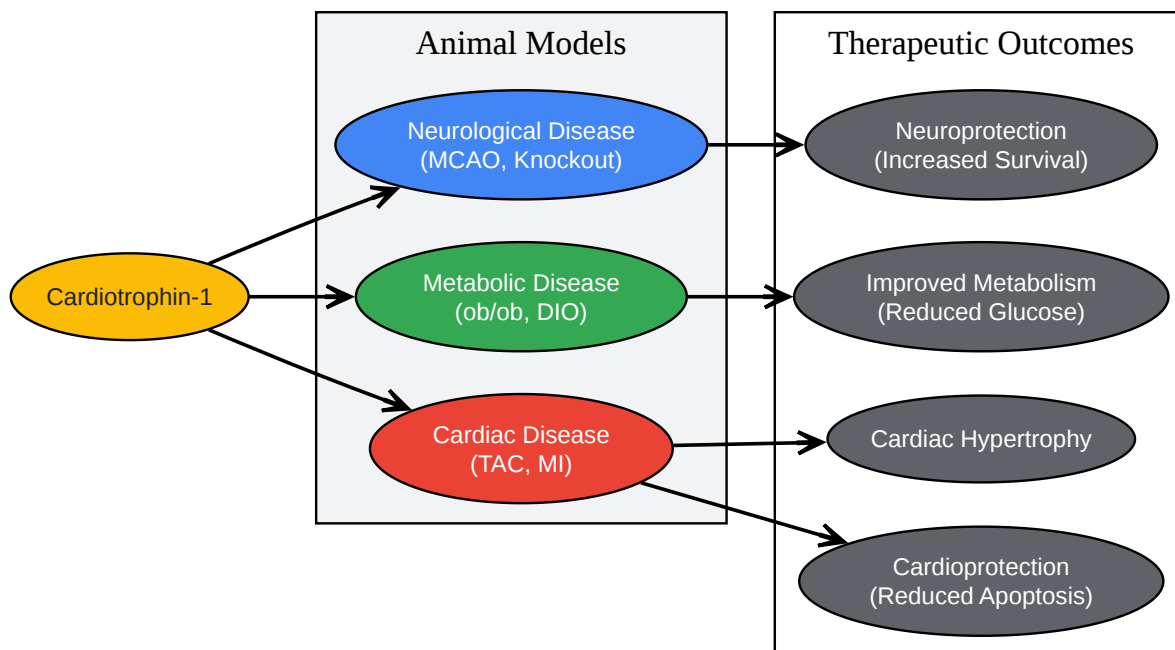 Animal Models
Therapeutic Outcomes
Neurological Disease
(MCAO, Knockout)
Neuroprotection
(Increased Survival)
Cardiotrophin-1
Metabolic Disease
(ob/ob, DIO)
Improved Metabolism
(Reduced Glucose)
Cardiac Disease
(TAC, MI)
Cardiac Hypertrophy
Cardioprotection
(Reduced Apoptosis)